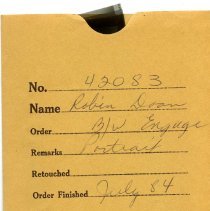 No. 42083
Name Robin Doan
Order B/W Engage
Remarks Portrait
Retouched
Order Finished July 84